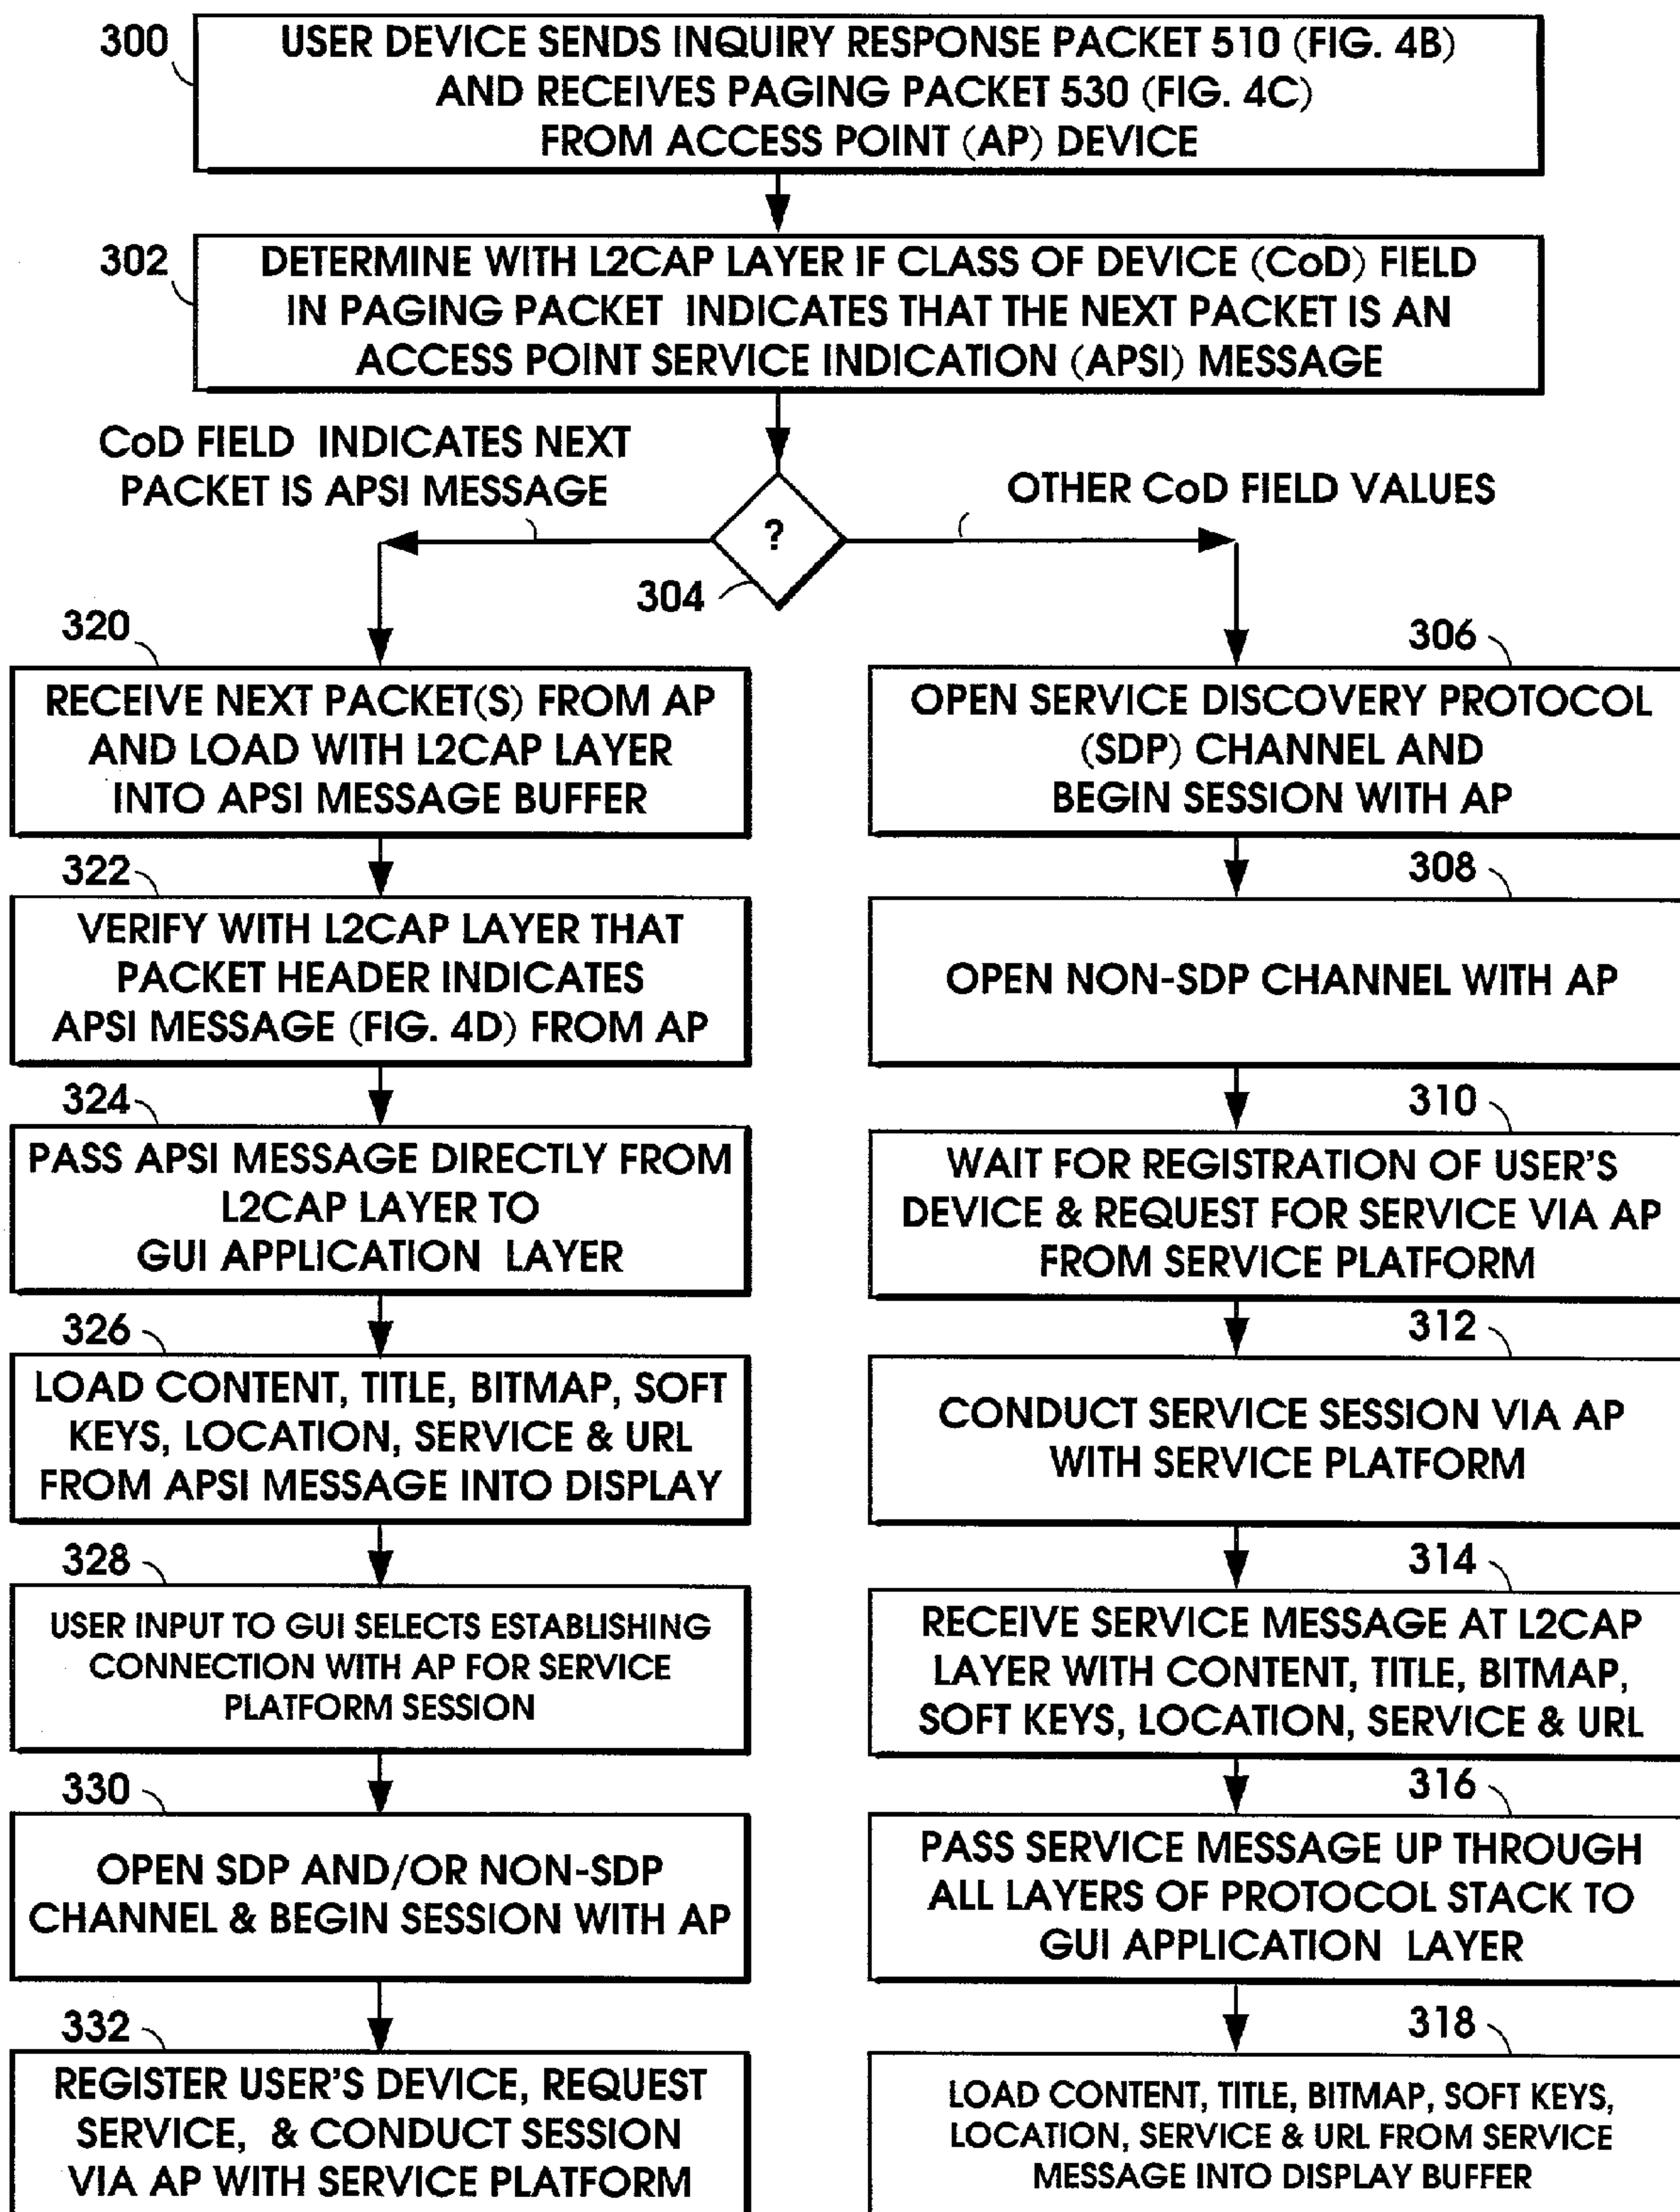 300
USER DEVICE SENDS INQUIRY RESPONSE PACKET 510 (FIG. 4B)
AND RECEIVES PAGING PACKET 530 (FIG. 4C)
FROM ACCESS POINT (AP) DEVICE
302
DETERMINE WITH L2CAP LAYER IF CLASS OF DEVICE (CoD) FIELD
IN PAGING PACKET INDICATES THAT THE NEXT PACKET IS AN
ACCESS POINT SERVICE INDICATION (APSI) MESSAGE
CoD FIELD INDICATES NEXT
PACKET IS APSI MESSAGE
OTHER CoD FIELD VALUES
?
304
320
RECEIVE NEXT PACKET(S) FROM AP
AND LOAD WITH L2CAP LAYER
INTO APSI MESSAGE BUFFER
322
VERIFY WITH L2CAP LAYER THAT
PACKET HEADER INDICATES
APSI MESSAGE (FIG. 4D) FROM AP
324
PASS APSI MESSAGE DIRECTLY FROM
L2CAP LAYER TO
GUI APPLICATION LAYER
326
LOAD CONTENT, TITLE, BITMAP, SOFT
KEYS, LOCATION, SERVICE & URL
FROM APSI MESSAGE INTO DISPLAY
328
USER INPUT TO GUI SELECTS ESTABLISHING
CONNECTION WITH AP FOR SERVICE
PLATFORM SESSION
330
OPEN SDP AND/OR NON-SDP
CHANNEL & BEGIN SESSION WITH AP
332
REGISTER USER'S DEVICE, REQUEST
SERVICE, & CONDUCT SESSION
VIA AP WITH SERVICE PLATFORM
306
OPEN SERVICE DISCOVERY PROTOCOL
(SDP) CHANNEL AND
BEGIN SESSION WITH AP
308
OPEN NON-SDP CHANNEL WITH AP
310
WAIT FOR REGISTRATION OF USER'S
DEVICE & REQUEST FOR SERVICE VIA AP
FROM SERVICE PLATFORM
312
CONDUCT SERVICE SESSION VIA AP
WITH SERVICE PLATFORM
314
RECEIVE SERVICE MESSAGE AT L2CAP
LAYER WITH CONTENT, TITLE, BITMAP,
SOFT KEYS, LOCATION, SERVICE & URL
316
PASS SERVICE MESSAGE UP THROUGH
ALL LAYERS OF PROTOCOL STACK TO
GUI APPLICATION LAYER
318
LOAD CONTENT, TITLE, BITMAP, SOFT KEYS,
LOCATION, SERVICE & URL FROM SERVICE
MESSAGE INTO DISPLAY BUFFER